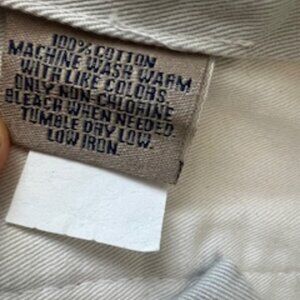 100% COTTON
MACHINE WASH WARM
WITH LIKE COLORS.
ONLY NON-CHLORINE
BLEACH WHEN NEEDED.
TUMBLE DRY LOW.
LOW IRON.